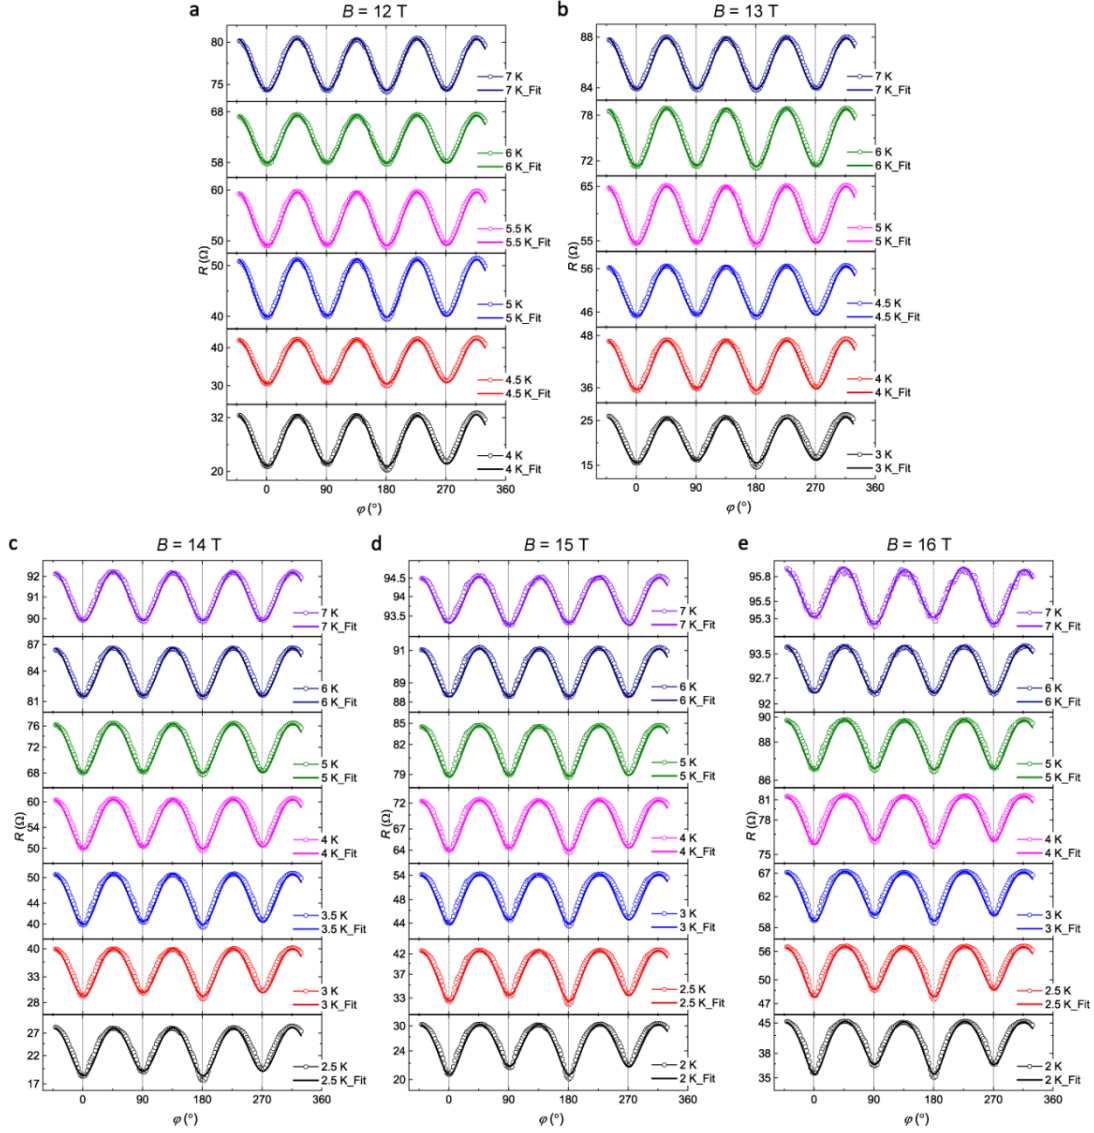 a
B = 12 T
80
75
7 K
7 K_Fit
68
58
6 K
6 K_Fit
60
50
5.5 K
5.5 K_Fit
50
40
5 K
5 K_Fit
40
30
4.5 K
4.5 K_Fit
32
20
4 K
4 K_Fit
R (Ω)
0 90 180 270 360
φ (°)
b
B = 13 T
88
84
7 K
7 K_Fit
78
72
6 K
6 K_Fit
65
55
5 K
5 K_Fit
56
46
4.5 K
4.5 K_Fit
48
36
4 K
4 K_Fit
25
15
3 K
3 K_Fit
R (Ω)
0 90 180 270 360
φ (°)
c
B = 14 T
92
91
90
7 K
7 K_Fit
87
84
81
6 K
6 K_Fit
76
72
68
5 K
5 K_Fit
60
54
50
4 K
4 K_Fit
50
44
40
3.5 K
3.5 K_Fit
40
33
28
3 K
3 K_Fit
27
22
17
2.5 K
2.5 K_Fit
R (Ω)
0 90 180 270 360
φ (°)
d
B = 15 T
94.5
94.0
93.5
7 K
7 K_Fit
91
89
88
6 K
6 K_Fit
85
82
79
5 K
5 K_Fit
72
67
64
4 K
4 K_Fit
54
48
44
3 K
3 K_Fit
42
37
33
2.5 K
2.5 K_Fit
30
24
20
2 K
2 K_Fit
R (Ω)
0 90 180 270 360
φ (°)
e
B = 16 T
95.8
95.5
95.3
7 K
7 K_Fit
93.5
92.7
92
6 K
6 K_Fit
90
88
86
5 K
5 K_Fit
81
78
75
4 K
4 K_Fit
67
63
58
3 K
3 K_Fit
56
50
47
2.5 K
2.5 K_Fit
45
38
35
2 K
2 K_Fit
R (Ω)
0 90 180 270 360
φ (°)